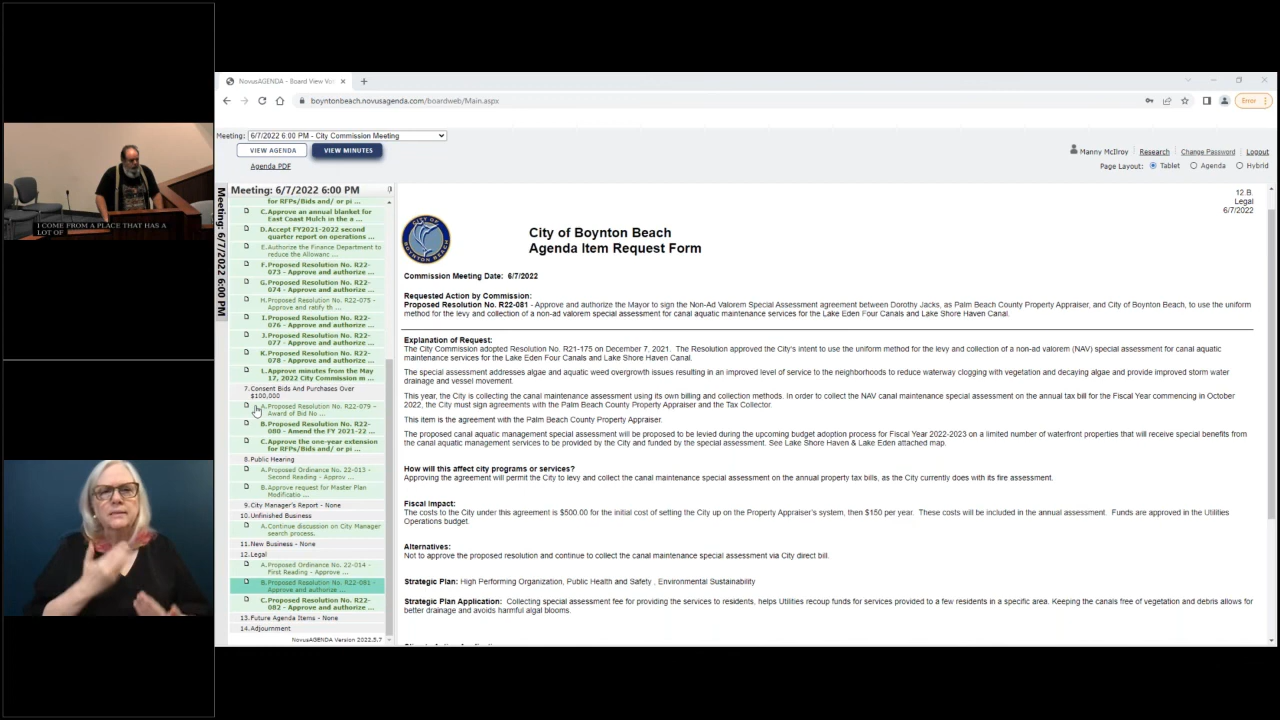 NovusAGENDA - Board View Ve
boyntonbeach.novusagenda.com/boardweb/Main.aspx
Error
Meeting: 6/7/2022 6:00 PM - City Commission Meeting
VIEW AGENDA
VIEW MINUTES
Agenda PDF
Manny McIlroy
Research
Change Password
Logout
Page Layout: Tablet Agenda Hybrid
Meeting: 6/7/2022 6:00 PM
Meeting: 6/7/2022 6:00 PM
for RFPs/Bids and/ or pi ...
C.Approve an annual blanket for
East Coast Mulch in the a ...
D.Accept FY2021-2022 second
quarter report on operations ...
E.Authorize the Finance Department to
reduce the Allowanc ...
F.Proposed Resolution No. R22-
073 - Approve and authorize ...
G.Proposed Resolution No. R22-
074 - Approve and authorize ...
H.Proposed Resolution No. R22-075 -
Approve and ratify th ...
I.Proposed Resolution No. R22-
076 - Approve and authorize ...
J.Proposed Resolution No. R22-
077 - Approve and authorize ...
K.Proposed Resolution No. R22-
078 - Approve and authorize ...
L.Approve minutes from the May
17, 2022 City Commission m ...
7.Consent Bids And Purchases Over
$100,000
A.Proposed Resolution No. R22-079 -
Award of Bid No ...
B.Proposed Resolution No. R22-
080 - Amend the FY 2021-22 ...
C.Approve the one-year extension
for RFPs/Bids and/ or pi ...
8.Public Hearing
A.Proposed Ordinance No. 22-013 -
Second Reading - Approv ...
B.Approve request for Master Plan
Modificatio ...
9.City Manager's Report - None
10.Unfinished Business
A.Continue discussion on City Manager
search process.
11.New Business - None
12.Legal
A.Proposed Ordinance No. 22-014 -
First Reading - Approve ...
B.Proposed Resolution No. R22-081 -
Approve and authorize ...
C.Proposed Resolution No. R22-
082 - Approve and authorize ...
13.Future Agenda Items - None
14.Adjournment
NovusAGENDA Version 2022.5.7
12.B.
Legal
6/7/2022
CITY OF
BOYNTON BEACH
City of Boynton Beach
Agenda Item Request Form
Commission Meeting Date: 6/7/2022
Requested Action by Commission:
Proposed Resolution No. R22-081 - Approve and authorize the Mayor to sign the Non-Ad Valorem Special Assessment agreement between Dorothy Jacks, as Palm Beach County Property Appraiser, and City of Boynton Beach, to use the uniform
method for the levy and collection of a non-ad valorem special assessment for canal aquatic maintenance services for the Lake Eden Four Canals and Lake Shore Haven Canal.
Explanation of Request:
The City Commission adopted Resolution No. R21-175 on December 7, 2021. The Resolution approved the City's intent to use the uniform method for the levy and collection of a non-ad valorem (NAV) special assessment for canal aquatic
maintenance services for the Lake Eden Four Canals and Lake Shore Haven Canal.
The special assessment addresses algae and aquatic weed overgrowth issues resulting in an improved level of service to the neighborhoods to reduce waterway clogging with vegetation and decaying algae and provide improved storm water
drainage and vessel movement.
This year, the City is collecting the canal maintenance assessment using its own billing and collection methods. In order to collect the NAV canal maintenance special assessment on the annual tax bill for the Fiscal Year commencing in October
2022, the City must sign agreements with the Palm Beach County Property Appraiser and the Tax Collector.
This item is the agreement with the Palm Beach County Property Appraiser.
The proposed canal aquatic management special assessment will be proposed to be levied during the upcoming budget adoption process for Fiscal Year 2022-2023 on a limited number of waterfront properties that will receive special benefits from
the canal aquatic management services to be provided by the City and funded by the special assessment. See Lake Shore Haven & Lake Eden attached map.
How will this affect city programs or services?
Approving the agreement will permit the City to levy and collect the canal maintenance special assessment on the annual property tax bills, as the City currently does with its fire assessment.
Fiscal Impact:
The costs to the City under this agreement is $500.00 for the initial cost of setting the City up on the Property Appraiser's system, then $150 per year. These costs will be included in the annual assessment. Funds are approved in the Utilities
Operations budget.
Alternatives:
Not to approve the proposed resolution and continue to collect the canal maintenance special assessment via City direct bill.
Strategic Plan: High Performing Organization, Public Health and Safety , Environmental Sustainability
Strategic Plan Application: Collecting special assessment fee for providing the services to residents, helps Utilities recoup funds for services provided to a few residents in a specific area. Keeping the canals free of vegetation and debris allows for
better drainage and avoids harmful algal blooms.
I COME FROM A PLACE THAT HAS A
LOT OF